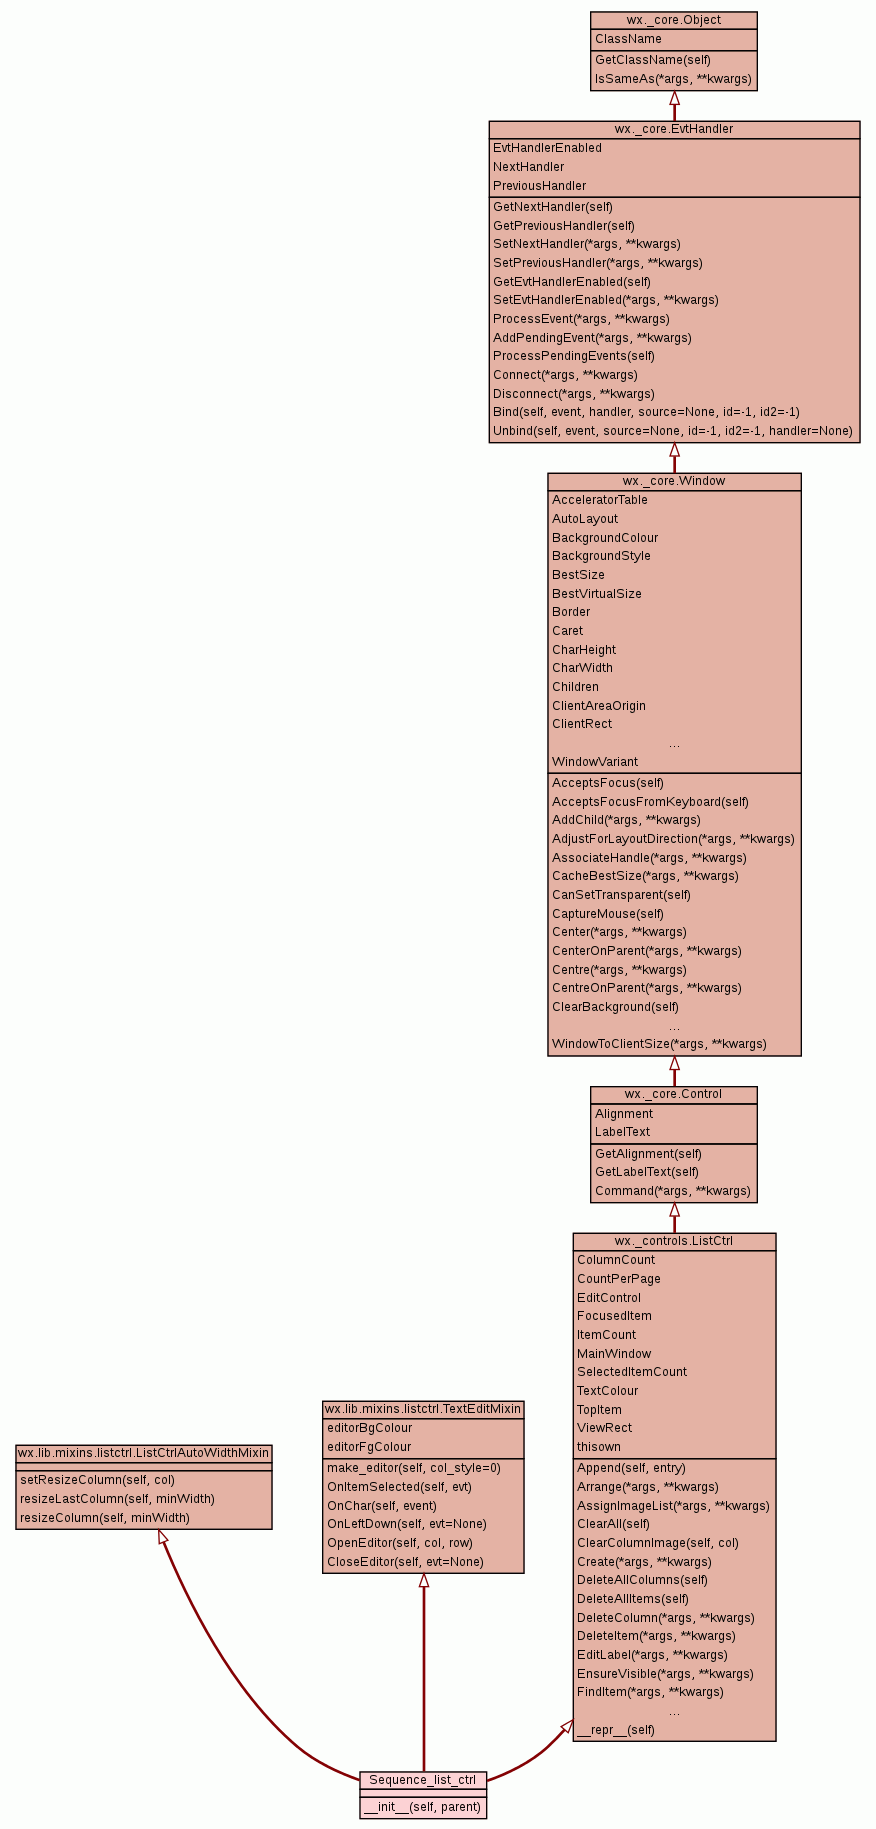 wx._core.Object
ClassName
GetClassName(self)
IsSameAs(*args, **kwargs)
wx._core.EvtHandler
EvtHandlerEnabled
NextHandler
PreviousHandler
GetNextHandler(self)
GetPreviousHandler(self)
SetNextHandler(*args, **kwargs)
SetPreviousHandler(*args, **kwargs)
GetEvtHandlerEnabled(self)
SetEvtHandlerEnabled(*args, **kwargs)
ProcessEvent(*args, **kwargs)
AddPendingEvent(*args, **kwargs)
ProcessPendingEvents(self)
Connect(*args, **kwargs)
Disconnect(*args, **kwargs)
Bind(self, event, handler, source=None, id=-1, id2=-1)
Unbind(self, event, source=None, id=-1, id2=-1, handler=None)
wx._core.Window
AcceleratorTable
AutoLayout
BackgroundColour
BackgroundStyle
BestSize
BestVirtualSize
Border
Caret
CharHeight
CharWidth
Children
ClientAreaOrigin
ClientRect
...
WindowVariant
AcceptsFocus(self)
AcceptsFocusFromKeyboard(self)
AddChild(*args, **kwargs)
AdjustForLayoutDirection(*args, **kwargs)
AssociateHandle(*args, **kwargs)
CacheBestSize(*args, **kwargs)
CanSetTransparent(self)
CaptureMouse(self)
Center(*args, **kwargs)
CenterOnParent(*args, **kwargs)
Centre(*args, **kwargs)
CentreOnParent(*args, **kwargs)
ClearBackground(self)
...
WindowToClientSize(*args, **kwargs)
wx._core.Control
Alignment
LabelText
GetAlignment(self)
GetLabelText(self)
Command(*args, **kwargs)
wx._controls.ListCtrl
ColumnCount
CountPerPage
EditControl
FocusedItem
ItemCount
MainWindow
SelectedItemCount
TextColour
TopItem
ViewRect
thisown
Append(self, entry)
Arrange(*args, **kwargs)
AssignImageList(*args, **kwargs)
ClearAll(self)
ClearColumnImage(self, col)
Create(*args, **kwargs)
DeleteAllColumns(self)
DeleteAllItems(self)
DeleteColumn(*args, **kwargs)
DeleteItem(*args, **kwargs)
EditLabel(*args, **kwargs)
EnsureVisible(*args, **kwargs)
FindItem(*args, **kwargs)
...
__repr__(self)
wx.lib.mixins.listctrl.TextEditMixin
editorBgColour
editorFgColour
make_editor(self, col_style=0)
OnItemSelected(self, evt)
OnChar(self, event)
OnLeftDown(self, evt=None)
OpenEditor(self, col, row)
CloseEditor(self, evt=None)
wx.lib.mixins.listctrl.ListCtrlAutoWidthMixin
setResizeColumn(self, col)
resizeLastColumn(self, minWidth)
resizeColumn(self, minWidth)
Sequence_list_ctrl
__init__(self, parent)